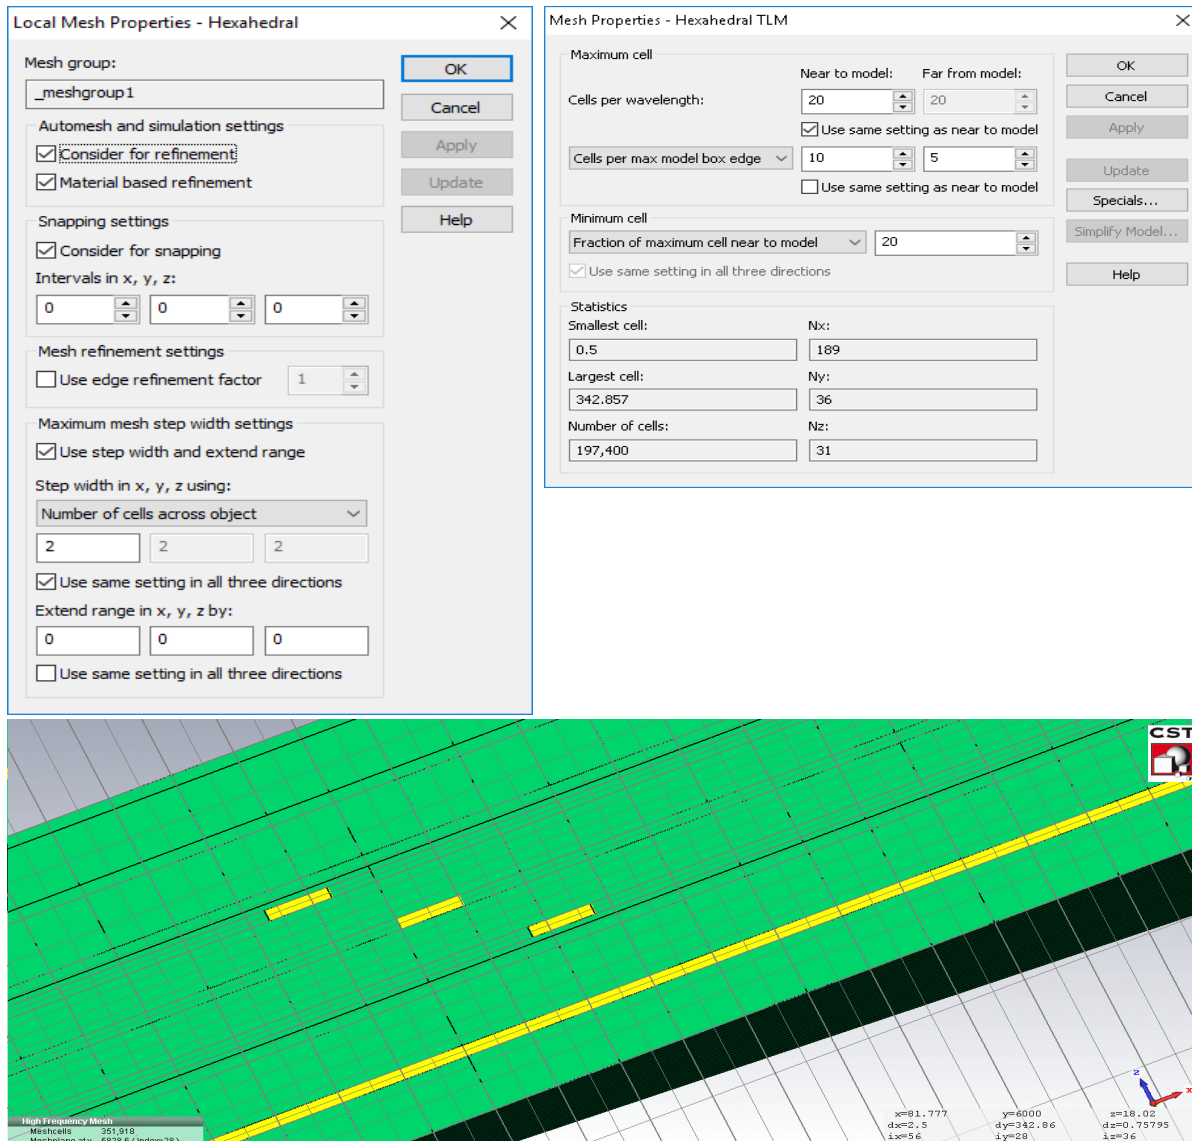 Local Mesh Properties - Hexahedral
Mesh group:
_meshgroup1
Automesh and simulation settings
Consider for refinement
Material based refinement
Snapping settings
Consider for snapping
Intervals in x, y, z:
0 0 0
Mesh refinement settings
Use edge refinement factor 1
Maximum mesh step width settings
Use step width and extend range
Step width in x, y, z using:
Number of cells across object
2 2 2
Use same setting in all three directions
Extend range in x, y, z by:
0 0 0
Use same setting in all three directions
OK
Cancel
Apply
Update
Help
Mesh Properties - Hexahedral TLM
Maximum cell
Near to model: Far from model:
Cells per wavelength: 20 20
Use same setting as near to model
Cells per max model box edge 10 5
Use same setting as near to model
Minimum cell
Fraction of maximum cell near to model 20
Use same setting in all three directions
Statistics
Smallest cell: Nx:
0.5 189
Largest cell: Ny:
342.857 36
Number of cells: Nz:
197,400 31
OK
Cancel
Apply
Update
Specials...
Simplify Model...
Help
CST
z
x
High Frequency Mesh
Meshcells 351,918
x=81.777 y=6000 z=18.02
dx=2.5 dy=342.86 dz=0.75795
ix=56 iy=28 iz=36